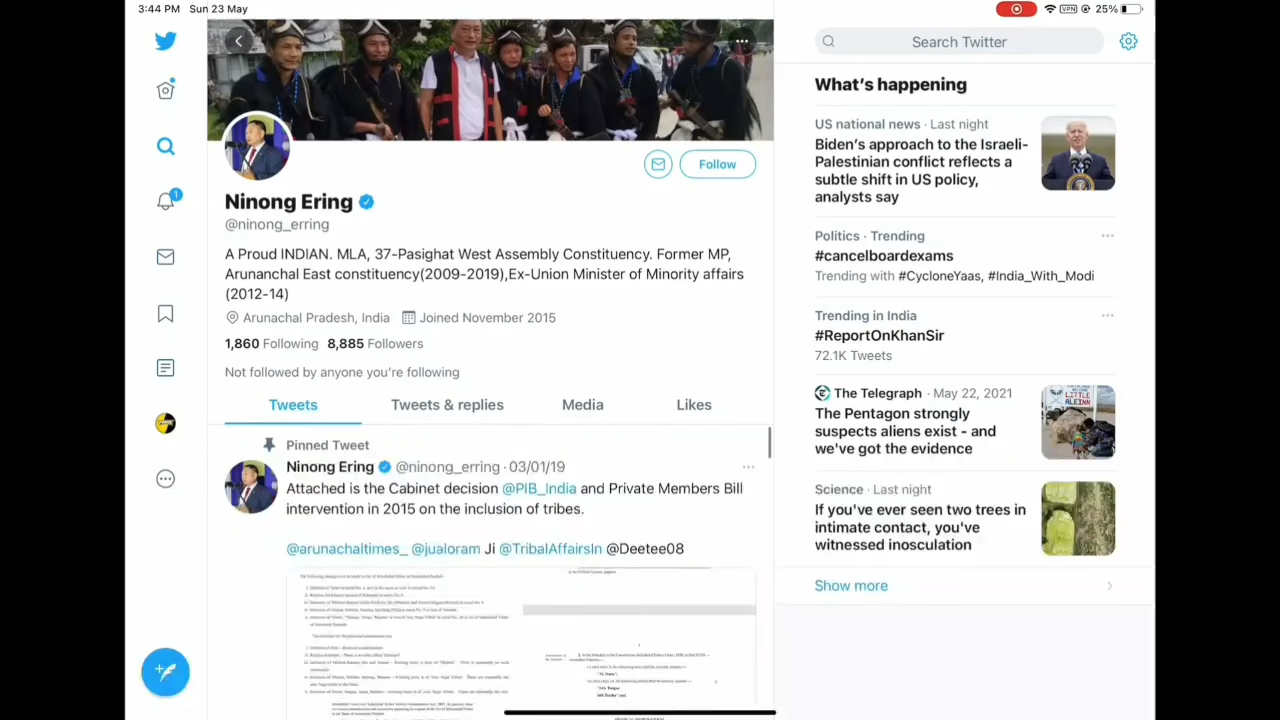 3:44 PM Sun 23 May
VPN 25%
Search Twitter
Ninong Ering
@ninong_erring
Follow
A Proud INDIAN. MLA, 37-Pasighat West Assembly Constituency. Former MP,
Arunanchal East constituency(2009-2019),Ex-Union Minister of Minority affairs
(2012-14)
Arunachal Pradesh, India Joined November 2015
1,860 Following 8,885 Followers
Not followed by anyone you're following
Tweets Tweets & replies Media Likes
Pinned Tweet
Ninong Ering @ninong_erring · 03/01/19
Attached is the Cabinet decision @PIB_India and Private Members Bill
intervention in 2015 on the inclusion of tribes.
@arunachaltimes_ @jualoram Ji @TribalAffairsIn @Deetee08
What's happening
US national news · Last night
Biden's approach to the Israeli-
Palestinian conflict reflects a
subtle shift in US policy,
analysts say
Politics · Trending
#cancelboardexams
Trending with #CycloneYaas, #India_With_Modi
Trending in India
#ReportOnKhanSir
72.1K Tweets
The Telegraph · May 22, 2021
The Pentagon strongly
suspects aliens exist - and
we've got the evidence
Science · Last night
If you've ever seen two trees in
intimate contact, you've
witnessed inosculation
Show more
1